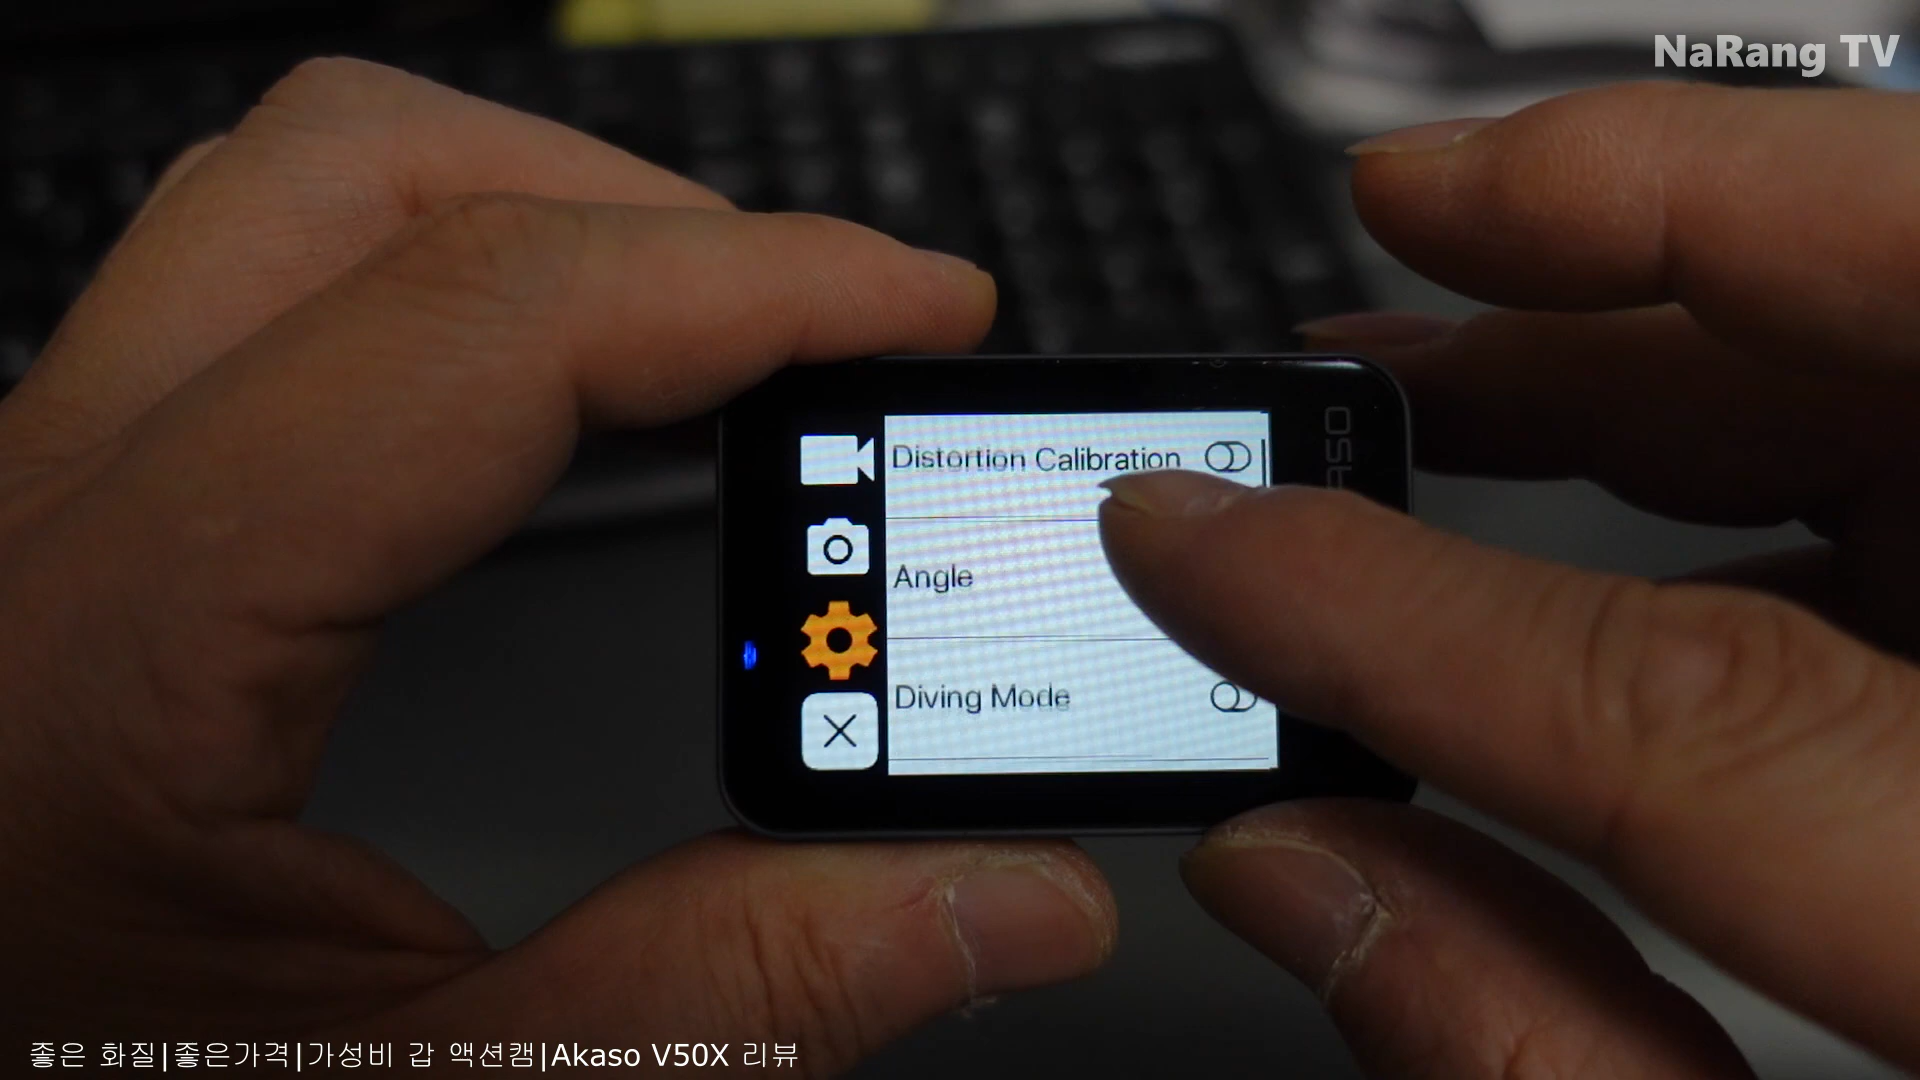 NaRang TV
Distortion Calibration
Angle
Diving Mode
좋은 화질|좋은가격|가성비 갑 액션캠|Akaso V50X 리뷰